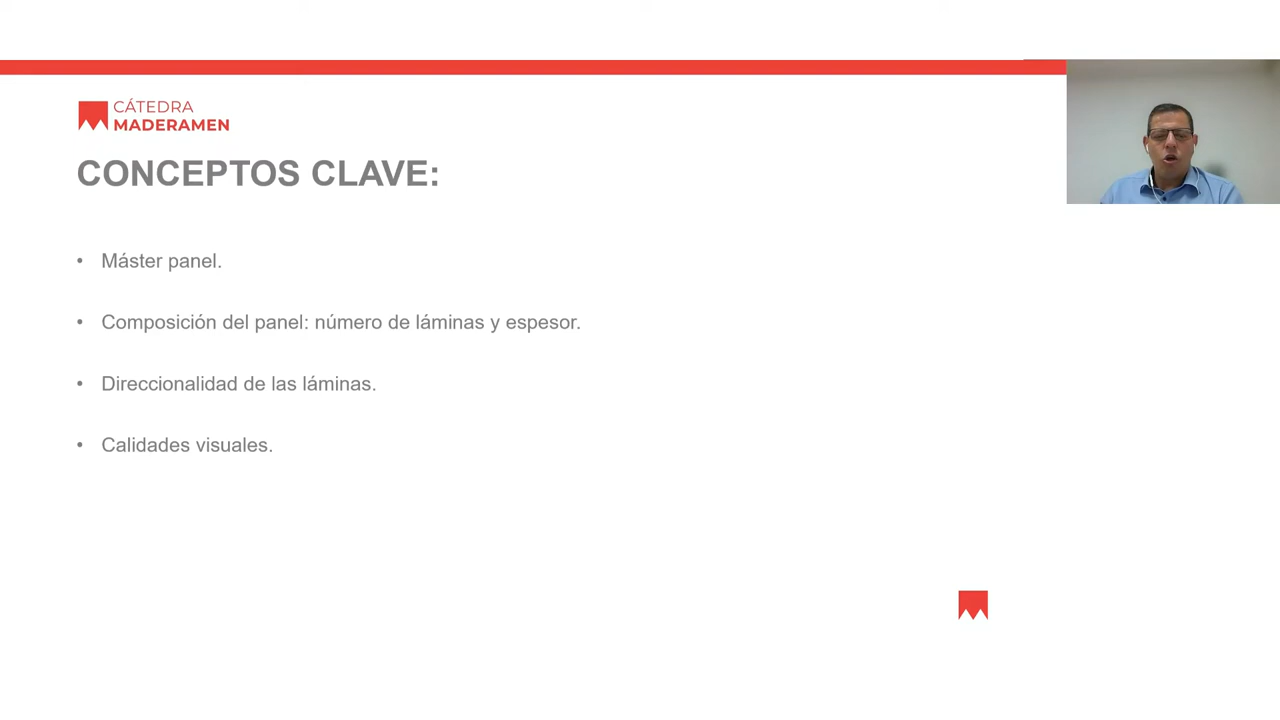 CÁTEDRA
MADERAMEN
CONCEPTOS CLAVE:
• Máster panel.
• Composición del panel: número de láminas y espesor.
• Direccionalidad de las láminas.
• Calidades visuales.